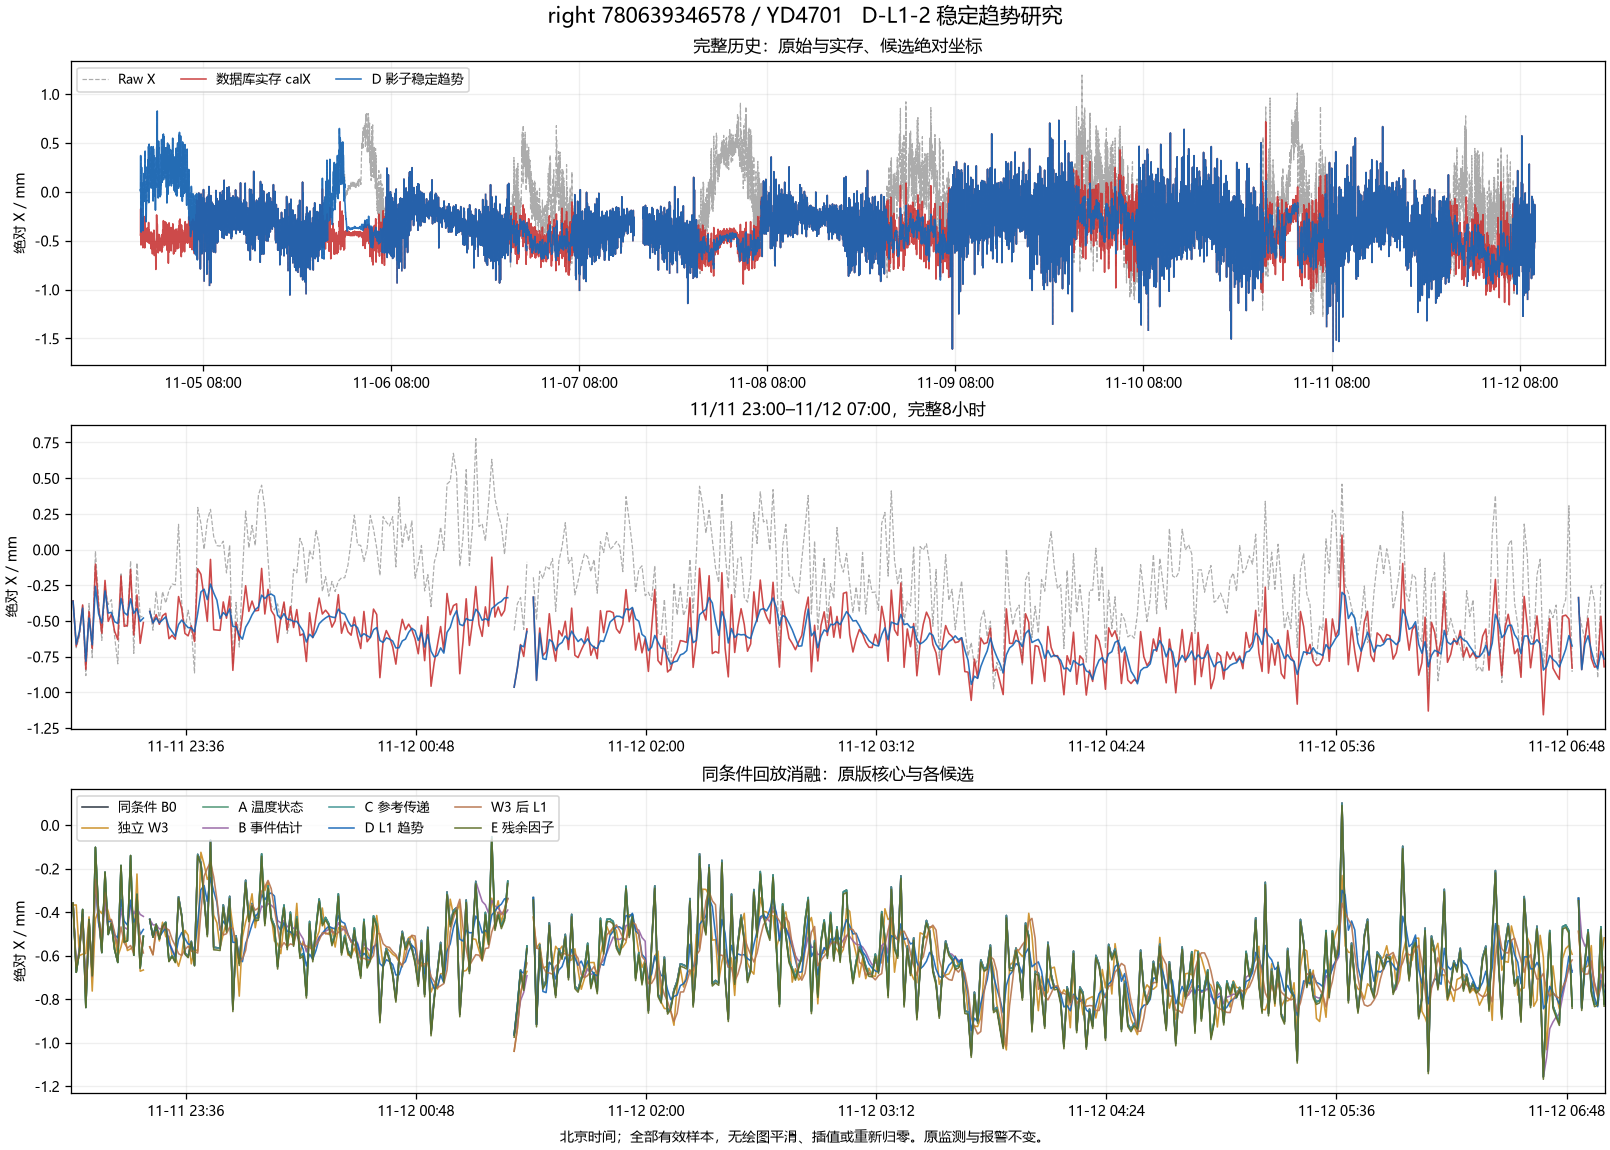 right 780639346578 / YD4701 D-L1-2 稳定趋势研究
完整历史：原始与实存、候选绝对坐标
Raw X 数据库实存 calX D 影子稳定趋势
绝对 X / mm
1.0
0.5
0.0
-0.5
-1.0
-1.5
11-05 08:00 11-06 08:00 11-07 08:00 11-08 08:00 11-09 08:00 11-10 08:00 11-11 08:00 11-12 08:00
11/11 23:00–11/12 07:00，完整8小时
绝对 X / mm
0.75
0.50
0.25
0.00
-0.25
-0.50
-0.75
-1.00
-1.25
11-11 23:36 11-12 00:48 11-12 02:00 11-12 03:12 11-12 04:24 11-12 05:36 11-12 06:48
同条件回放消融：原版核心与各候选
同条件 B0 A 温度状态 C 参考传递 W3 后 L1
独立 W3 B 事件估计 D L1 趋势 E 残余因子
绝对 X / mm
0.0
-0.2
-0.4
-0.6
-0.8
-1.0
-1.2
11-11 23:36 11-12 00:48 11-12 02:00 11-12 03:12 11-12 04:24 11-12 05:36 11-12 06:48
北京时间；全部有效样本，无绘图平滑、插值或重新归零。原监测与报警不变。